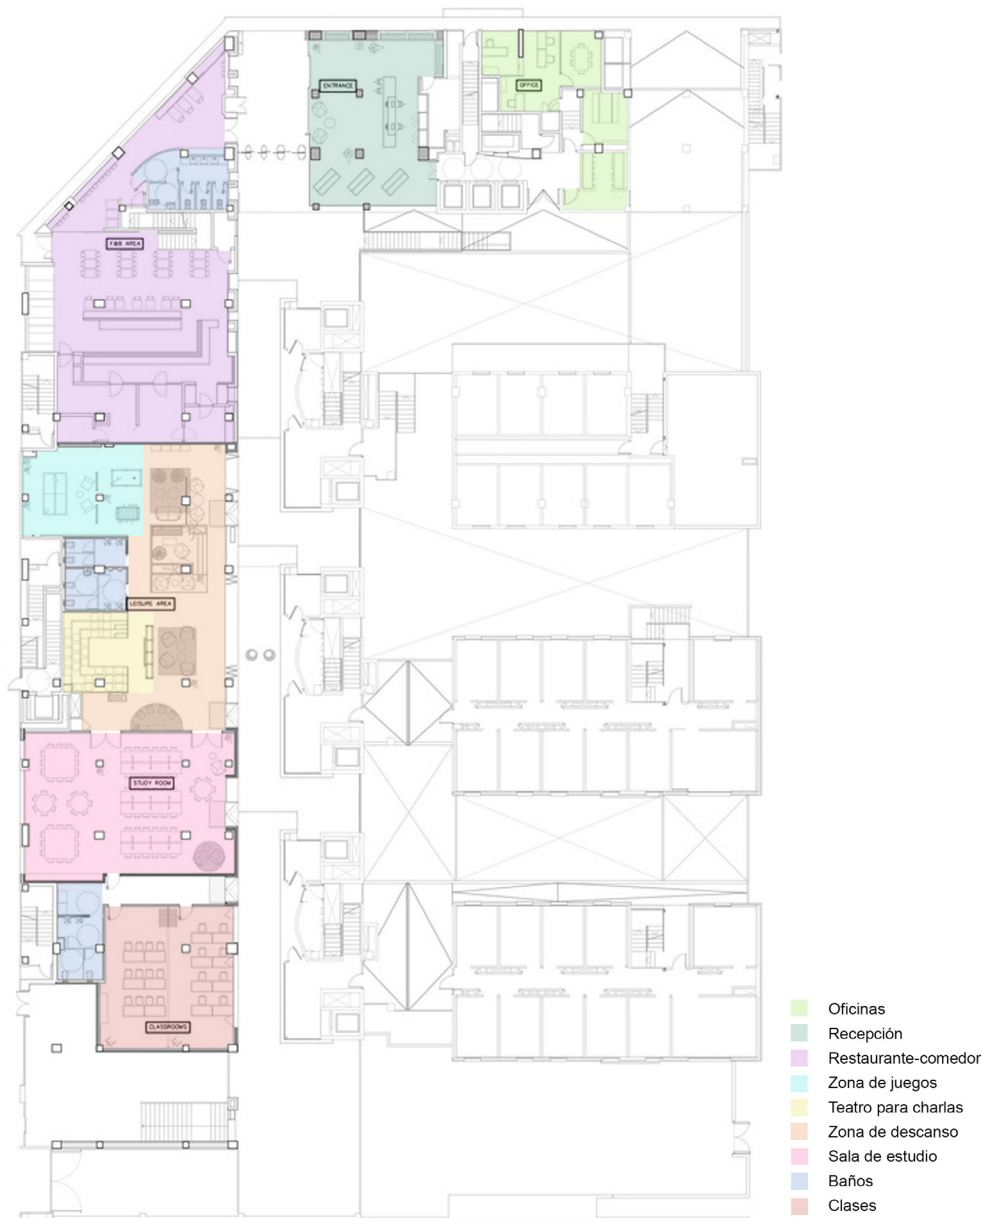 ENTRANCE
OFFICE
F&B AREA
LEISURE AREA
STUDY ROOM
CLASSROOMS
Oficinas
Recepción
Restaurante-comedor
Zona de juegos
Teatro para charlas
Zona de descanso
Sala de estudio
Baños
Clases